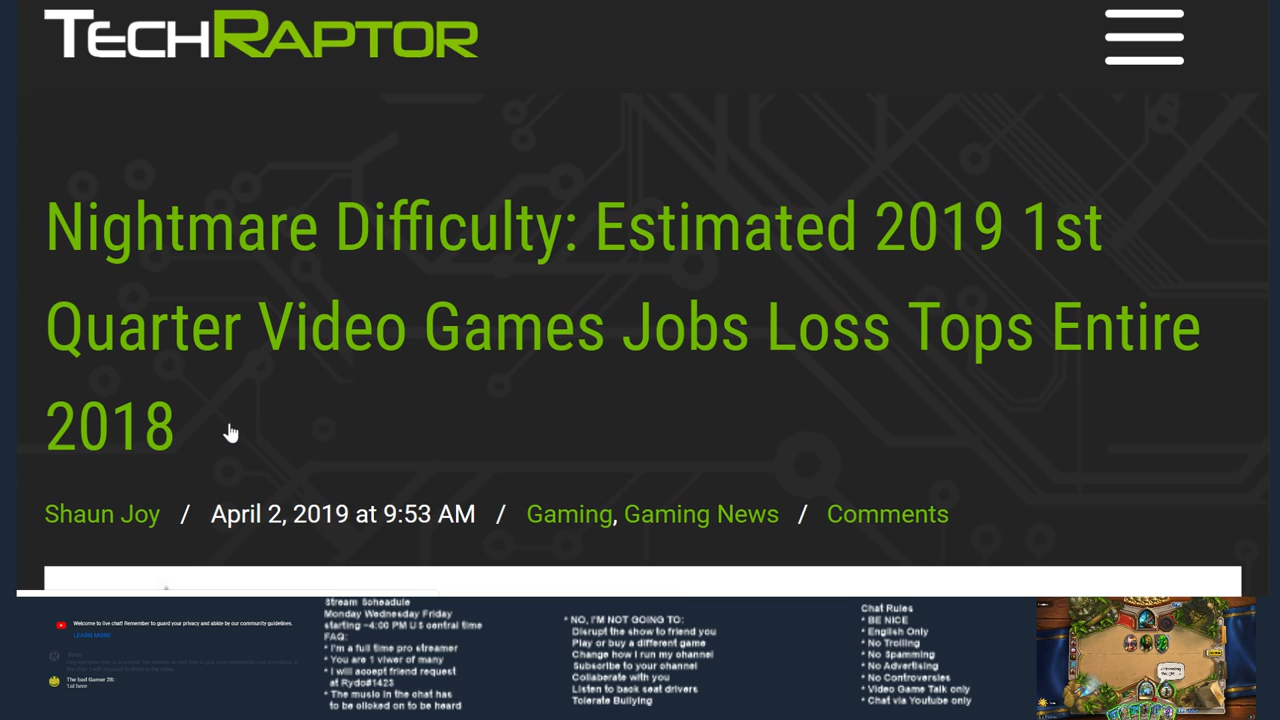 TECHRAPTOR
Nightmare Difficulty: Estimated 2019 1st
Quarter Video Games Jobs Loss Tops Entire
2018
Shaun Joy / April 2, 2019 at 9:53 AM / Gaming, Gaming News / Comments
Welcome to live chat! Remember to guard your privacy and abide by our community guidelines.
LEARN MORE
The bad Gamer 28:
1st here
Stream Soheadule
Monday Wednesday Friday
starting ~4:00 PM US central time
FAQ:
* I'm a full time pro streamer
* You are 1 viwer of many
* I will accept friend request
at Rydo#1423
* The musio in the chat has
to be olloked on to be heard
* NO, I'M NOT GOING TO:
Disrupt the show to friend you
Play or buy a different game
Change how I run my channel
Subscribe to your channel
Collaborate with you
Listen to back seat drivers
Tolerate Bullying
Chat Rules
* BE NICE
* English Only
* No Trolling
* No Spamming
* No Advertising
* No Controversies
* Video Game Talk only
* Chat via Youtube only